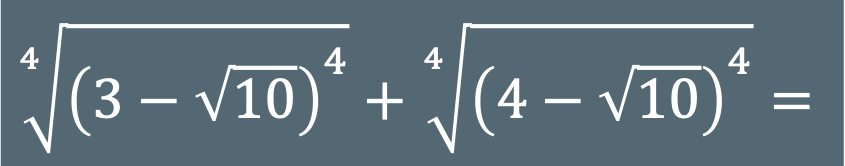 ⁴√(3 − √10)⁴ + ⁴√(4 − √10)⁴ =